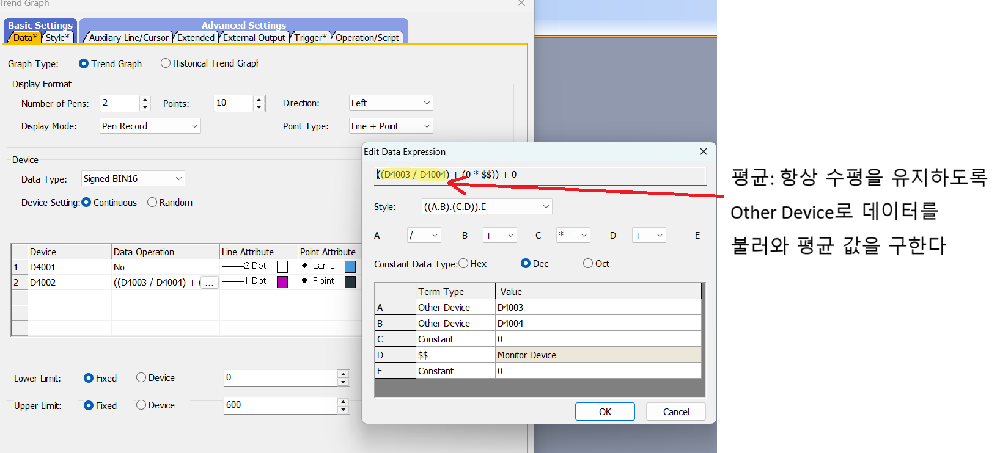 Trend Graph
Basic Settings
Advanced Settings
Data* Style* Auxiliary Line/Cursor Extended External Output Trigger* Operation/Script
Graph Type: Trend Graph Historical Trend Graph
Display Format
Number of Pens: 2 Points: 10 Direction: Left
Display Mode: Pen Record Point Type: Line + Point
Device
Data Type: Signed BIN16
Device Setting: Continuous Random
Device Data Operation Line Attribute Point Attribute
1 D4001 No 2 Dot Large
2 D4002 ((D4003 / D4004) + ( ... 1 Dot Point
Lower Limit: Fixed Device 0
Upper Limit: Fixed Device 600
Edit Data Expression
((D4003 / D4004) + (0 * $$)) + 0
Style: ((A.B).(C.D)).E
A / B + C * D + E
Constant Data Type: Hex Dec Oct
Term Type Value
A Other Device D4003
B Other Device D4004
C Constant 0
D $$ Monitor Device
E Constant 0
OK Cancel
평균: 항상 수평을 유지하도록
Other Device로 데이터를
불러와 평균 값을 구한다